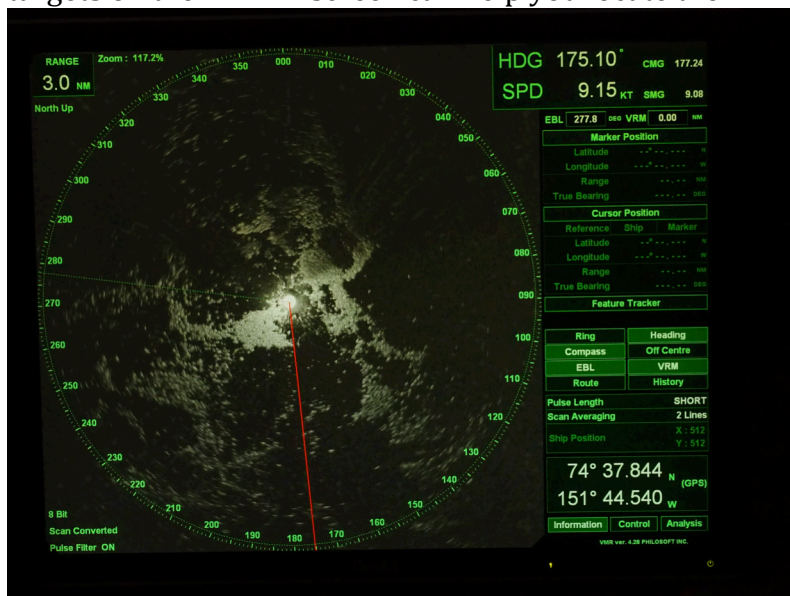 RANGE
3.0 NM
Zoom : 117.2%
North Up
HDG 175.10° CMG 177.24
SPD 9.15 KT SMG 9.08
EBL 277.8 DEG VRM 0.00 NM
Marker Position
Latitude --°--.--- N
Longitude ---°--.--- W
Range ---.-- NM
True Bearing ---.-- DEG
Cursor Position
Reference Ship Marker
Latitude --°--.--- N
Longitude ---°--.--- W
Range --.-- NM
True Bearing ---.-- DEG
Feature Tracker
Ring Heading
Compass Off Centre
EBL VRM
Route History
Pulse Length SHORT
Scan Averaging 2 Lines
Ship Position X : 512
Y : 512
74° 37.844 N (GPS)
151° 44.540 W
Information Control Analysis
VMR ver. 4.28 PHILOSOFT INC.
000
010
020
030
040
050
060
070
080
090
100
110
120
130
140
150
160
170
180
190
200
210
220
230
240
250
260
270
280
290
300
310
320
330
340
350
8 Bit
Scan Converted
Pulse Filter ON